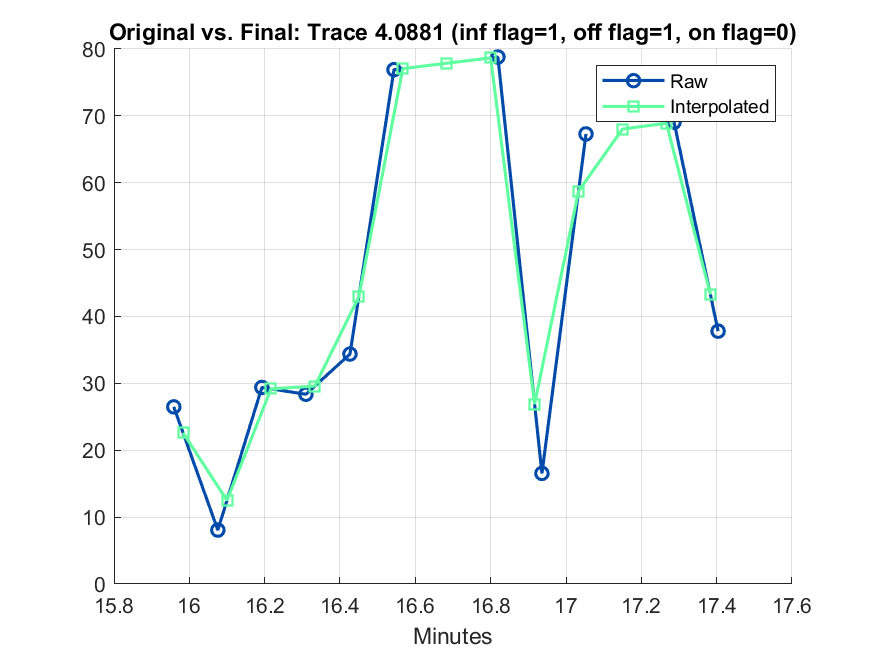 Original vs. Final: Trace 4.0881 (inf flag=1, off flag=1, on flag=0)
80
70
60
50
40
30
20
10
0
Raw
Interpolated
15.8 16 16.2 16.4 16.6 16.8 17 17.2 17.4 17.6
Minutes